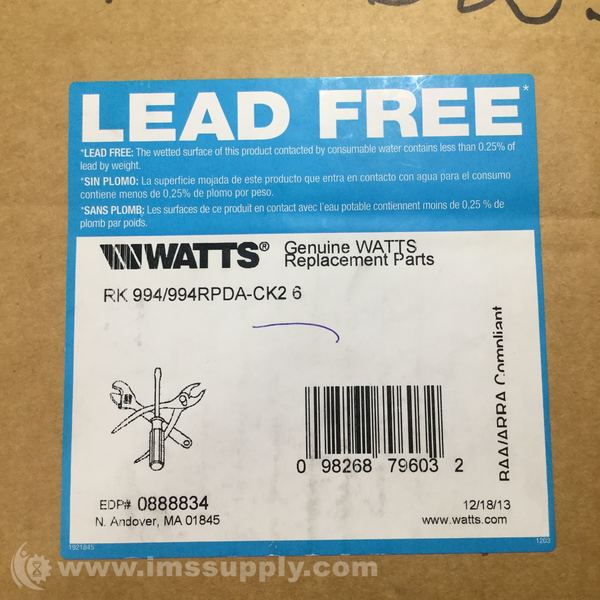 LEAD FREE*
*LEAD FREE: The wetted surface of this product contacted by consumable water contains less than 0.25% of
lead by weight.
*SIN PLOMO: La superficie mojada de este producto que entra en contacto con agua para el consumo
contiene menos de 0,25% de plomo por peso.
*SANS PLOMB: Les surfaces de ce produit en contact avec l'eau potable contiennent moins de 0,25 % de
plomb par poids.
WATTS® Genuine WATTS
Replacement Parts
RK 994/994RPDA-CK2 6
RAA/ARRA Compliant
0 98268 79603 2
EDP# 0888834
12/18/13
N. Andover, MA 01845
www.watts.com
1921845
1203
www.imssupply.com